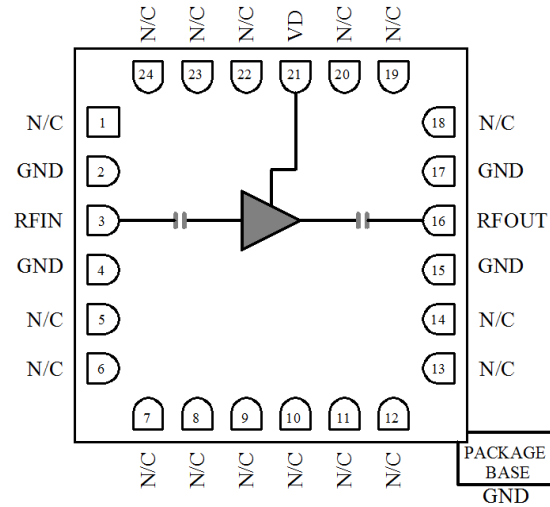 N/C N/C N/C VD N/C N/C
24 23 22 21 20 19
N/C 1 18 N/C
GND 2 17 GND
RFIN 3 16 RFOUT
GND 4 15 GND
N/C 5 14 N/C
N/C 6 13 N/C
7 8 9 10 11 12
N/C N/C N/C N/C N/C N/C
PACKAGE
BASE
GND